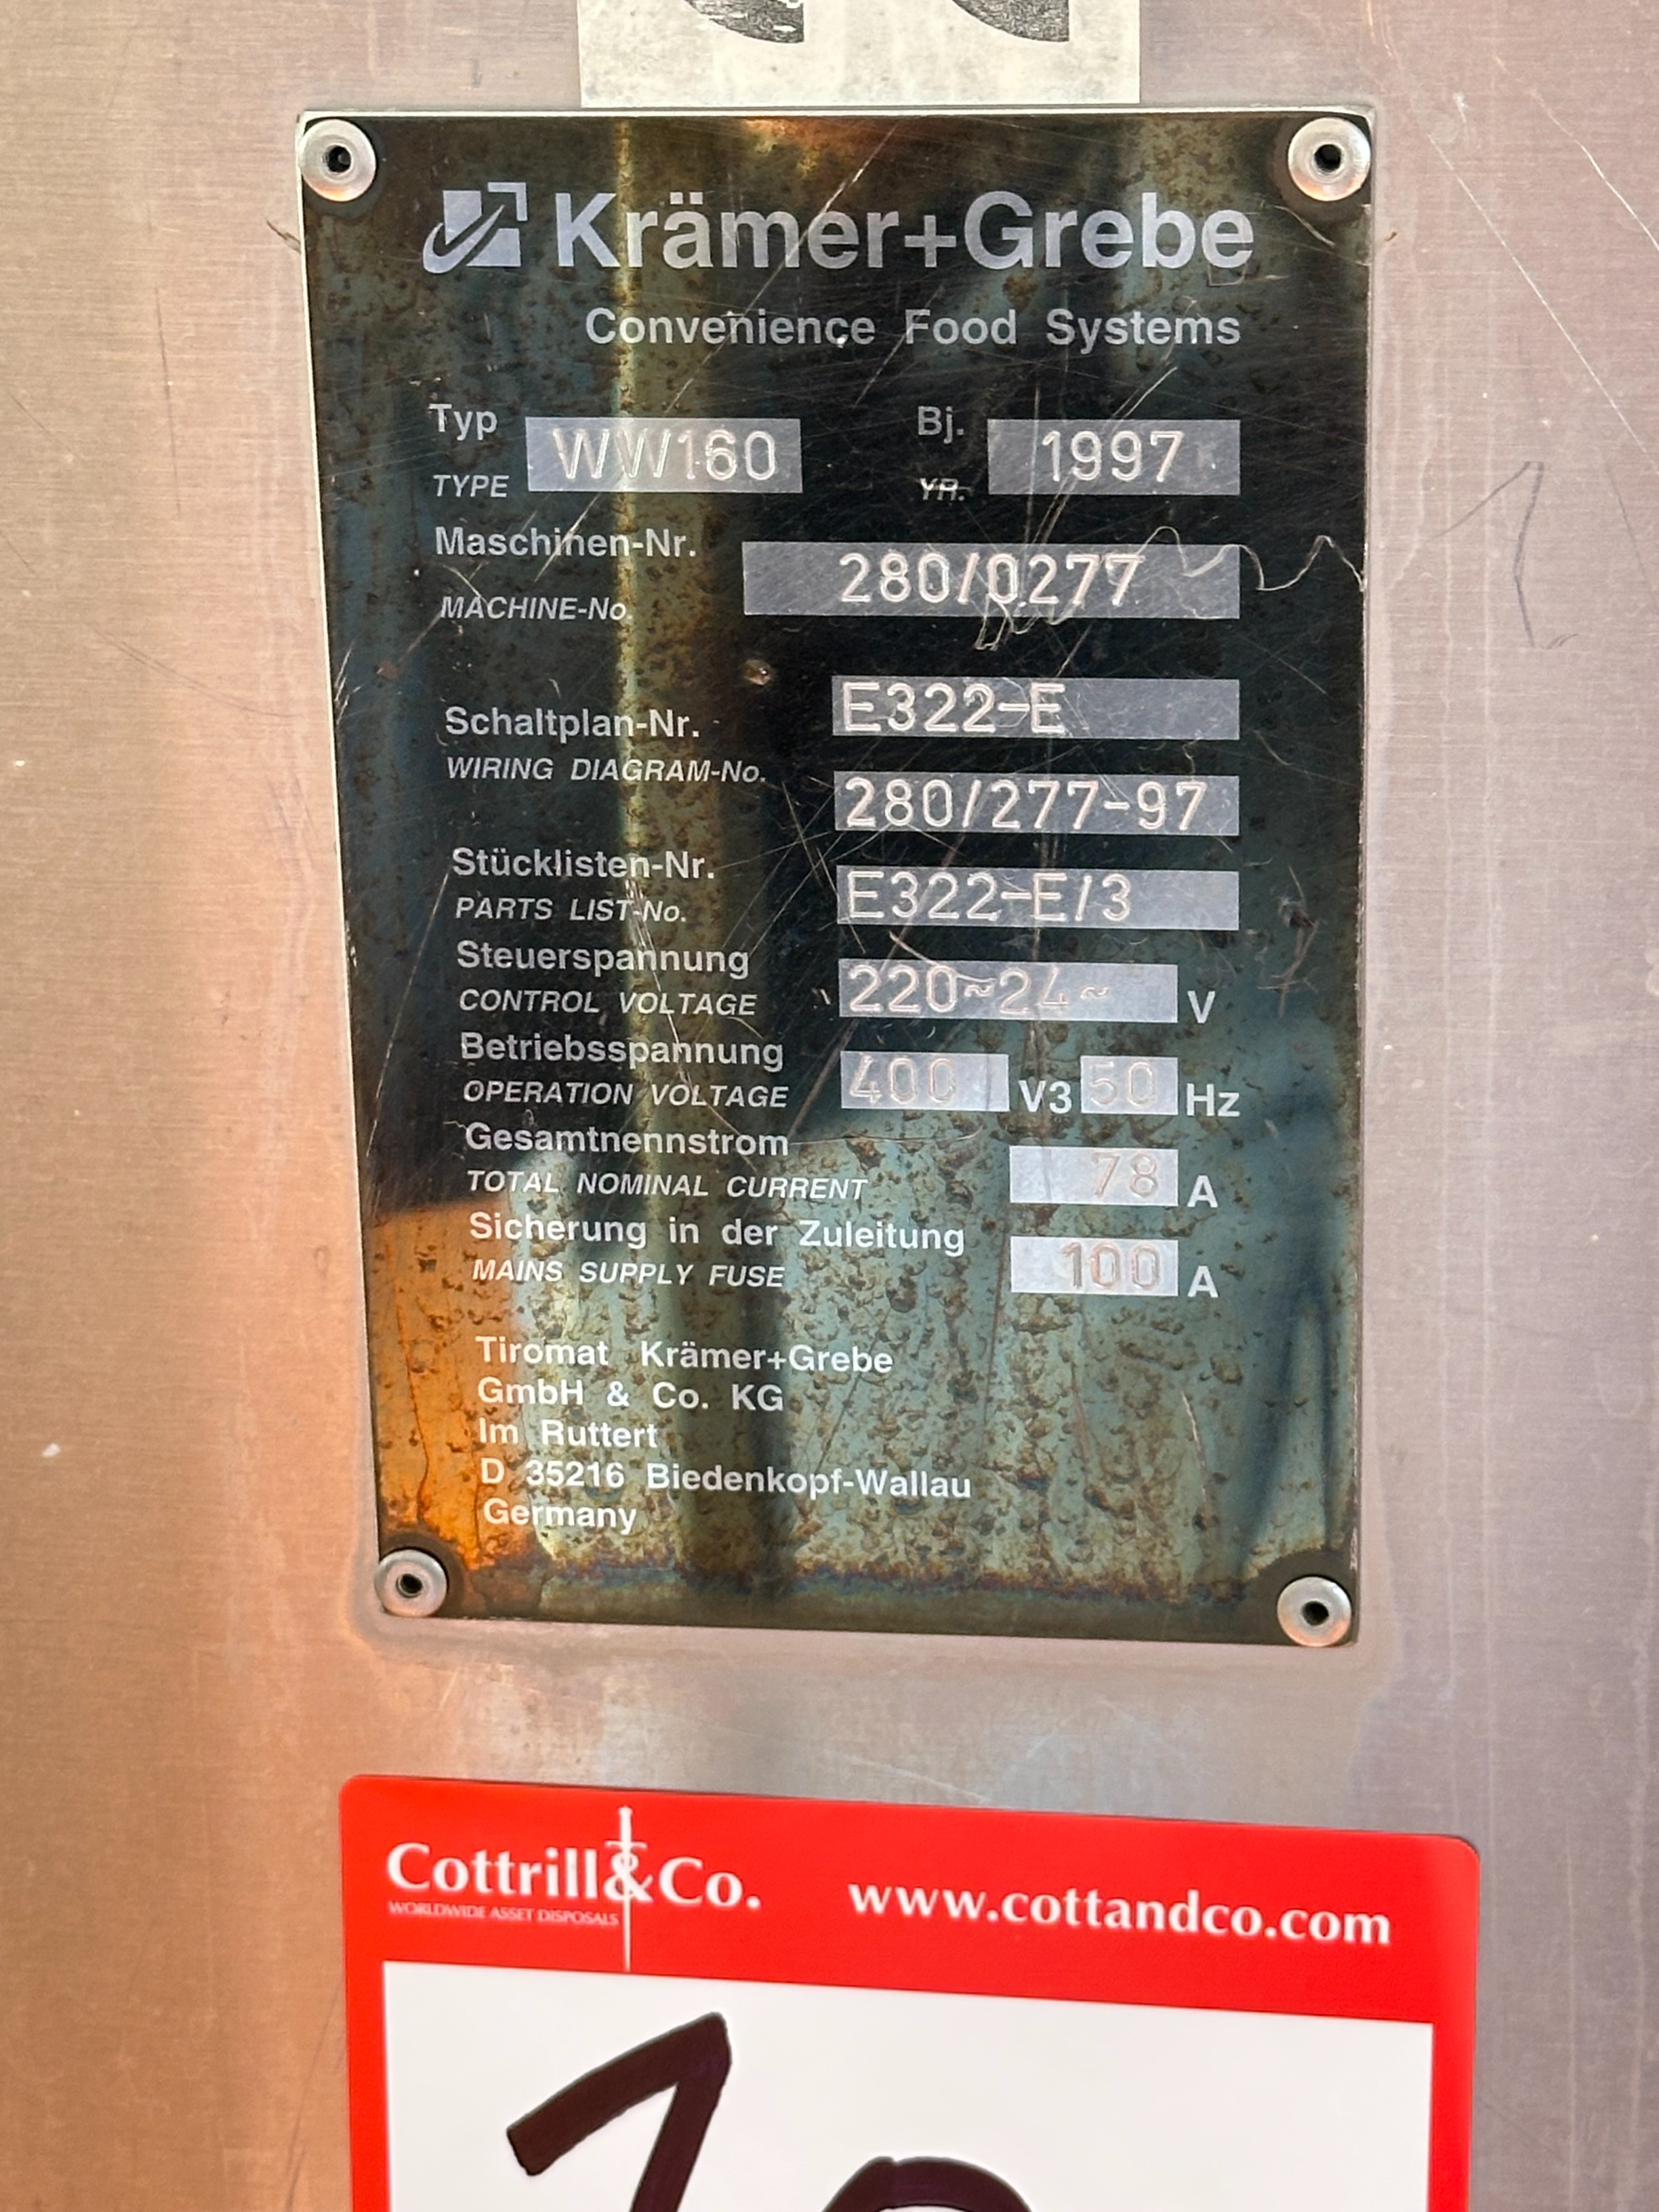 Krämer+Grebe
Convenience Food Systems
Typ WW160 Bj. 1997
TYPE YR.
Maschinen-Nr. 280/0277
MACHINE-No.
Schaltplan-Nr. E322-E
WIRING DIAGRAM-No.
280/277-97
Stücklisten-Nr. E322-E/3
PARTS LIST-No.
Steuerspannung 220~24~ V
CONTROL VOLTAGE
Betriebsspannung 400 V3 50 Hz
OPERATION VOLTAGE
Gesamtnennstrom 78 A
TOTAL NOMINAL CURRENT
Sicherung in der Zuleitung 100 A
MAINS SUPPLY FUSE
Tiromat Krämer+Grebe
GmbH & Co. KG
Im Ruttert
D 35216 Biedenkopf-Wallau
Germany
Cottrill&Co. www.cottandco.com
WORLDWIDE ASSET DISPOSALS